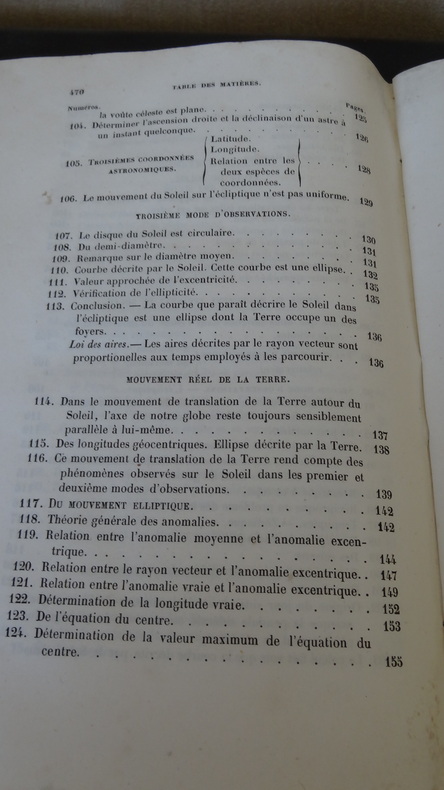 470
TABLE DES MATIÈRES.
Numéros.
Pages.
la voûte céleste est plane. . . . . . . . . . 125
104. Déterminer l'ascension droite et la déclinaison d'un astre à
un instant quelconque. . . . . . . . . . 126
105. TROISIÈMES COORDONNÉES
ASTRONOMIQUES.
Latitude.
Longitude.
Relation entre les
deux espèces de
coordonnées.
. . . . 128
106. Le mouvement du Soleil sur l'écliptique n'est pas uniforme. 129
TROISIÈME MODE D'OBSERVATIONS.
107. Le disque du Soleil est circulaire. . . . . . . . . 130
108. Du demi-diamètre. . . . . . . . . . . . 131
109. Remarque sur le diamètre moyen. . . . . . . . . 131
110. Courbe décrite par le Soleil. Cette courbe est une ellipse. . 132
111. Valeur approchée de l'excentricité. . . . . . . . 135
112. Vérification de l'ellipticité. . . . . . . . . . 135
113. Conclusion. — La courbe que paraît décrire le Soleil dans
l'écliptique est une ellipse dont la Terre occupe un des
foyers. . . . . . . . . . . . . . . 136
Loi des aires. — Les aires décrites par le rayon vecteur sont
proportionelles aux temps employés à les parcourir. . . 136
MOUVEMENT RÉEL DE LA TERRE.
114. Dans le mouvement de translation de la Terre autour du
Soleil, l'axe de notre globe reste toujours sensiblement
parallèle à lui-même. . . . . . . . . . . 137
115. Des longitudes géocentriques. Ellipse décrite par la Terre. 138
116. Ce mouvement de translation de la Terre rend compte des
phénomènes observés sur le Soleil dans les premier et
deuxième modes d'observations. . . . . . . . 139
117. DU MOUVEMENT ELLIPTIQUE. . . . . . . . . . 142
118. Théorie générale des anomalies. . . . . . . . . 142
119. Relation entre l'anomalie moyenne et l'anomalie excen-
trique. . . . . . . . . . . . . . . . 144
120. Relation entre le rayon vecteur et l'anomalie excentrique. . 147
121. Relation entre l'anomalie vraie et l'anomalie excentrique. . 149
122. Détermination de la longitude vraie. . . . . . . . 152
123. De l'équation du centre. . . . . . . . . . . 153
124. Détermination de la valeur maximum de l'équation du
centre. . . . . . . . . . . . . . . . 155